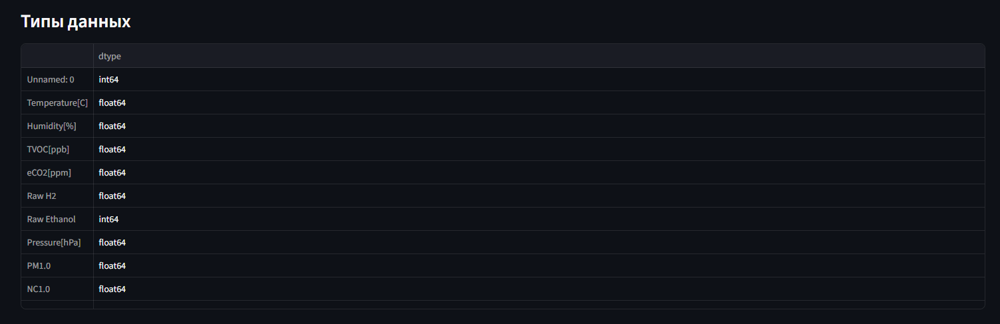 Типы данных
dtype
Unnamed: 0 int64
Temperature[C] float64
Humidity[%] float64
TVOC[ppb] float64
eCO2[ppm] float64
Raw H2 float64
Raw Ethanol int64
Pressure[hPa] float64
PM1.0 float64
NC1.0 float64